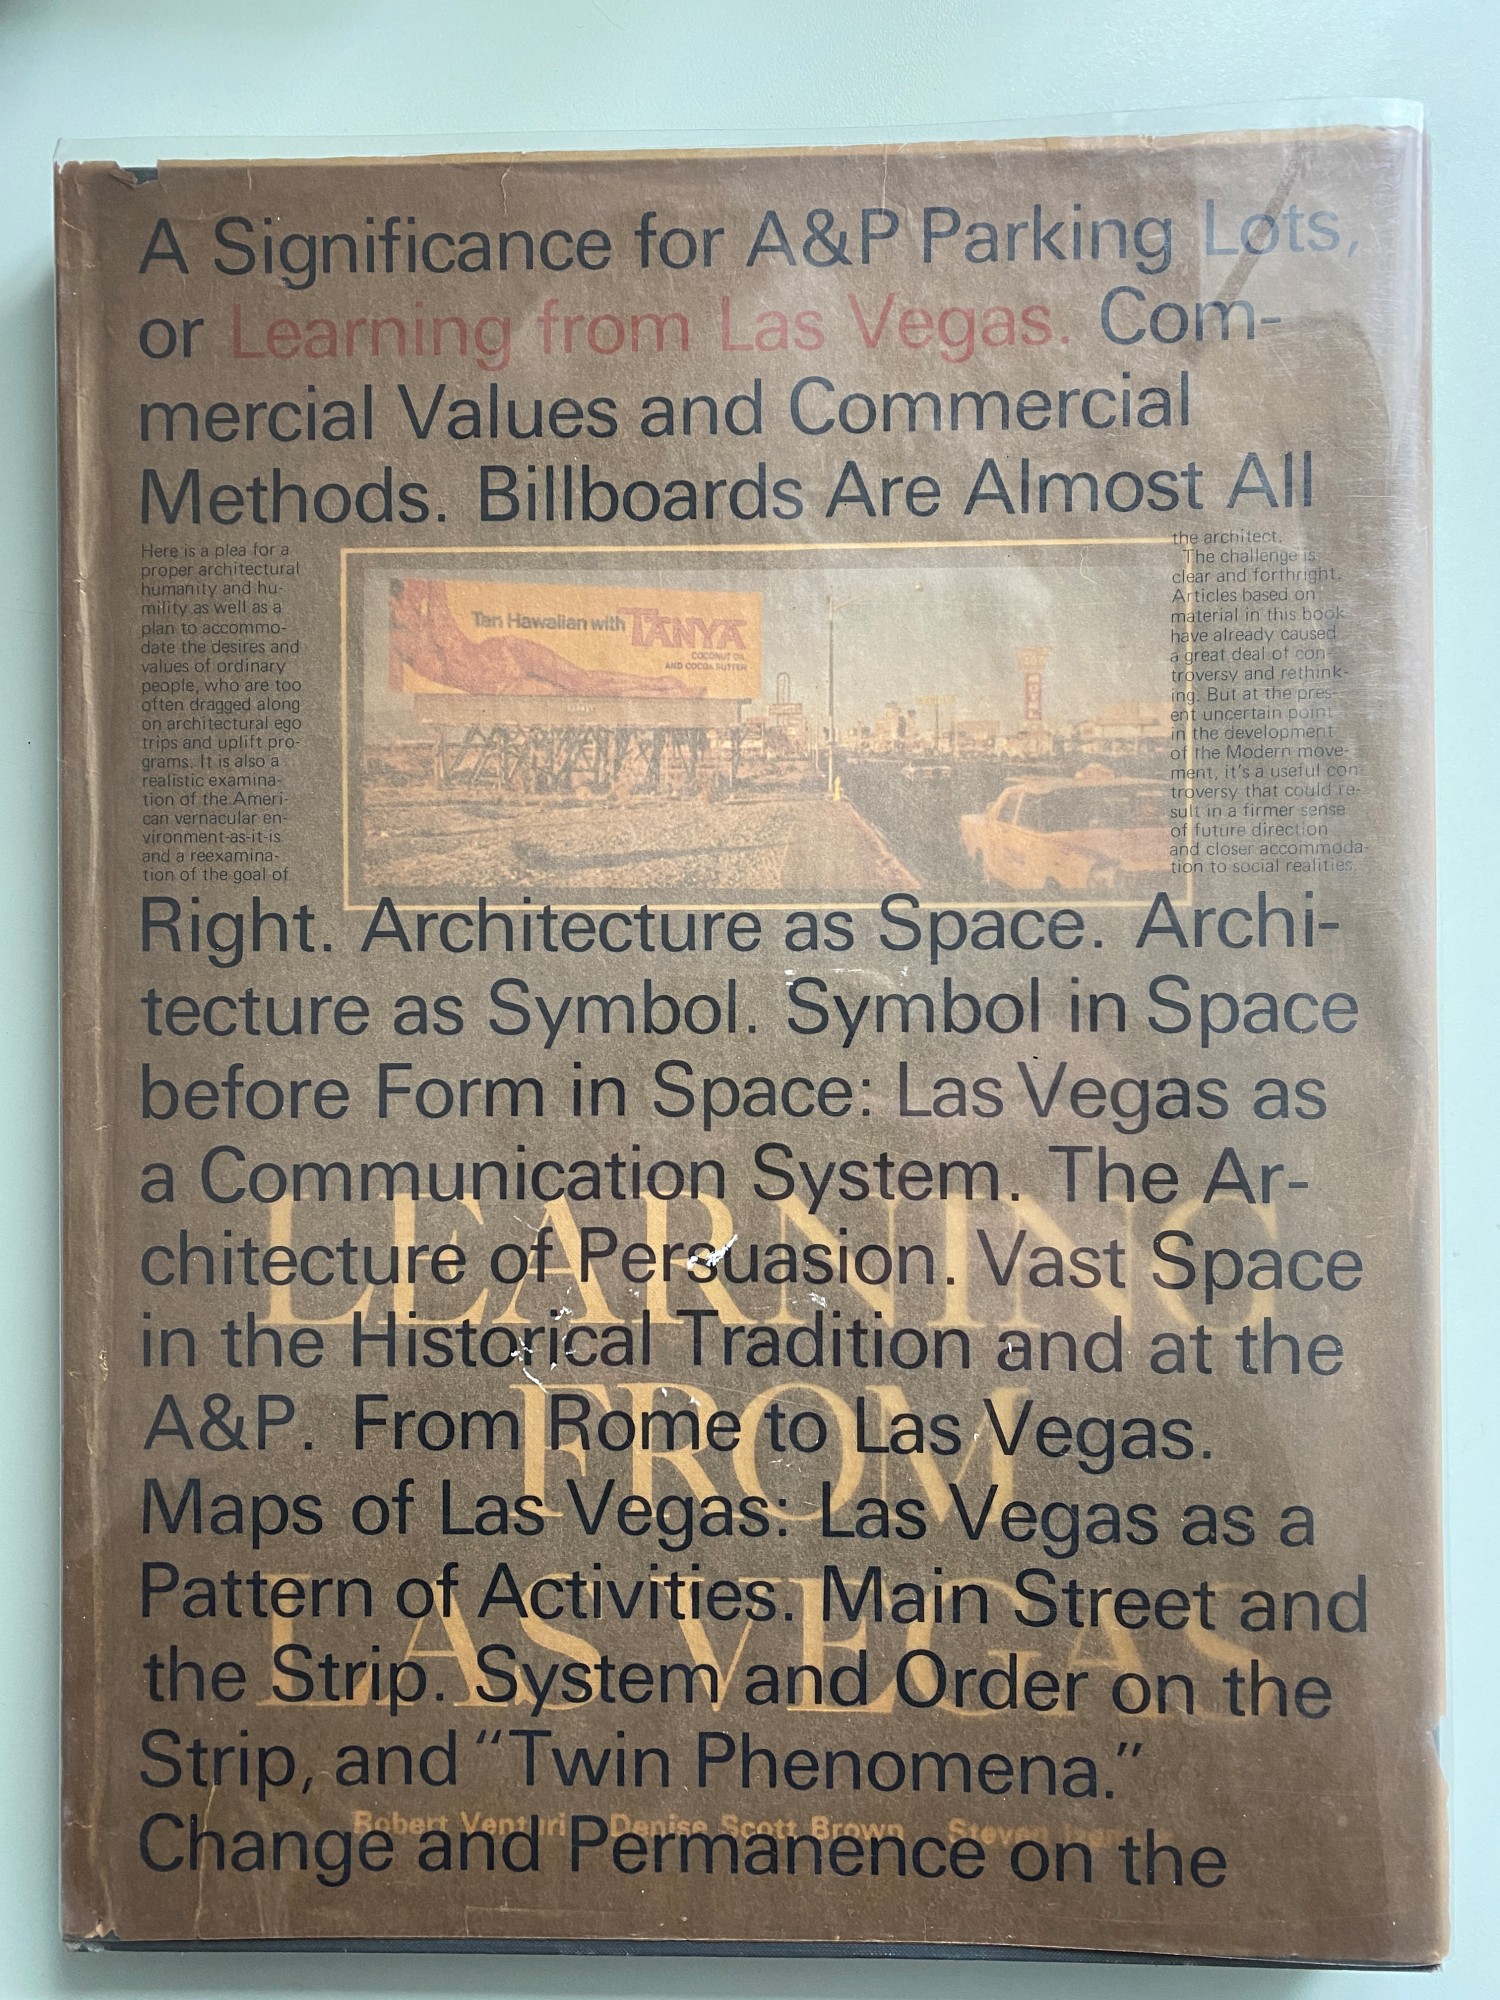 A Significance for A&P Parking Lots,
or Learning from Las Vegas. Com-
mercial Values and Commercial
Methods. Billboards Are Almost All
Here is a plea for a
proper architectural
humanity and hu-
mility as well as a
plan to accommo-
date the desires and
values of ordinary
people, who are too
often dragged along
on architectural ego
trips and uplift pro-
grams. It is also a
realistic examina-
tion of the Ameri-
can vernacular en-
vironment-as-it-is
and a reexamina-
tion of the goal of
Tan Hawaiian with TANYA
COCONUT OIL
AND COCOA BUTTER
the architect.
The challenge is
clear and forthright.
Articles based on
material in this book
have already caused
a great deal of con-
troversy and rethink-
ing. But at the pres-
ent uncertain point
in the development
of the Modern move-
ment, it's a useful con
troversy that could re-
sult in a firmer sense
of future direction
and closer accommoda-
tion to social realities.
Right. Architecture as Space. Archi-
tecture as Symbol. Symbol in Space
before Form in Space: Las Vegas as
a Communication System. The Ar-
chitecture of Persuasion. Vast Space
in the Historical Tradition and at the
A&P. From Rome to Las Vegas.
Maps of Las Vegas: Las Vegas as a
Pattern of Activities. Main Street and
the Strip. System and Order on the
Strip, and "Twin Phenomena."
Change and Permanence on the
LEARNING
FROM
LAS VEGAS
Robert Venturi Denise Scott Brown Steven